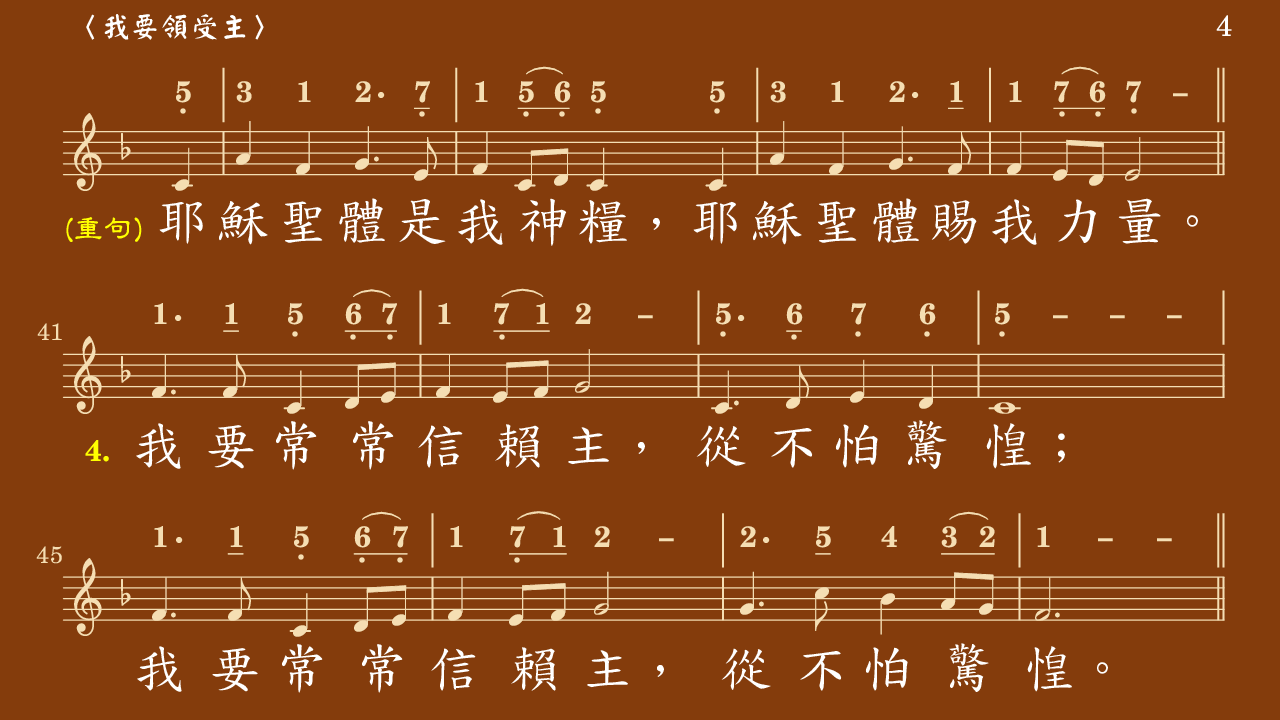 〈我要領受主〉 4
5 3 1 2. 7 1 5 6 5 5 3 1 2. 1 1 7 6 7 –
(重句) 耶穌聖體是我神糧，耶穌聖體賜我力量。
1. 1 5 6 7 1 7 1 2 – 5. 6 7 6 5 – – –
41
4. 我要常常信賴主，從不怕驚惶；
1. 1 5 6 7 1 7 1 2 – 2. 5 4 3 2 1 – –
45
我要常常信賴主，從不怕驚惶。